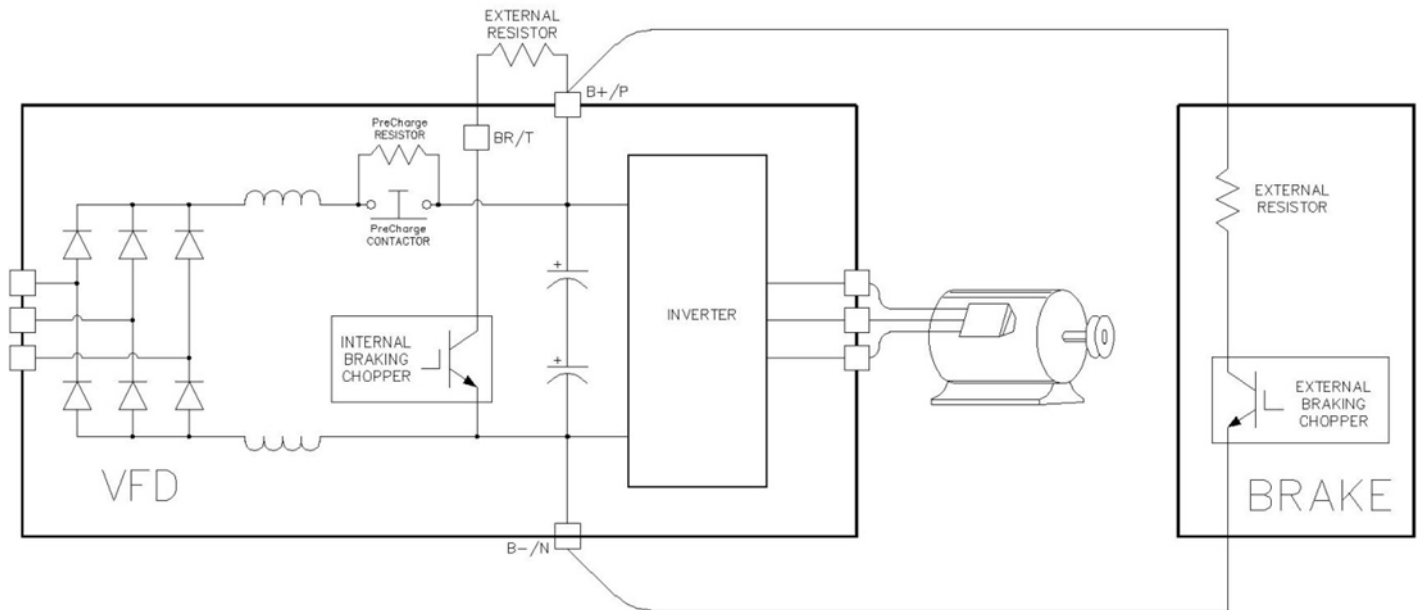 EXTERNAL
RESISTOR
B+/P
PreCharge
RESISTOR
BR/T
PreCharge
CONTACTOR
EXTERNAL
RESISTOR
INTERNAL
BRAKING
CHOPPER
+
+
INVERTER
EXTERNAL
BRAKING
CHOPPER
VFD
BRAKE
B-/N